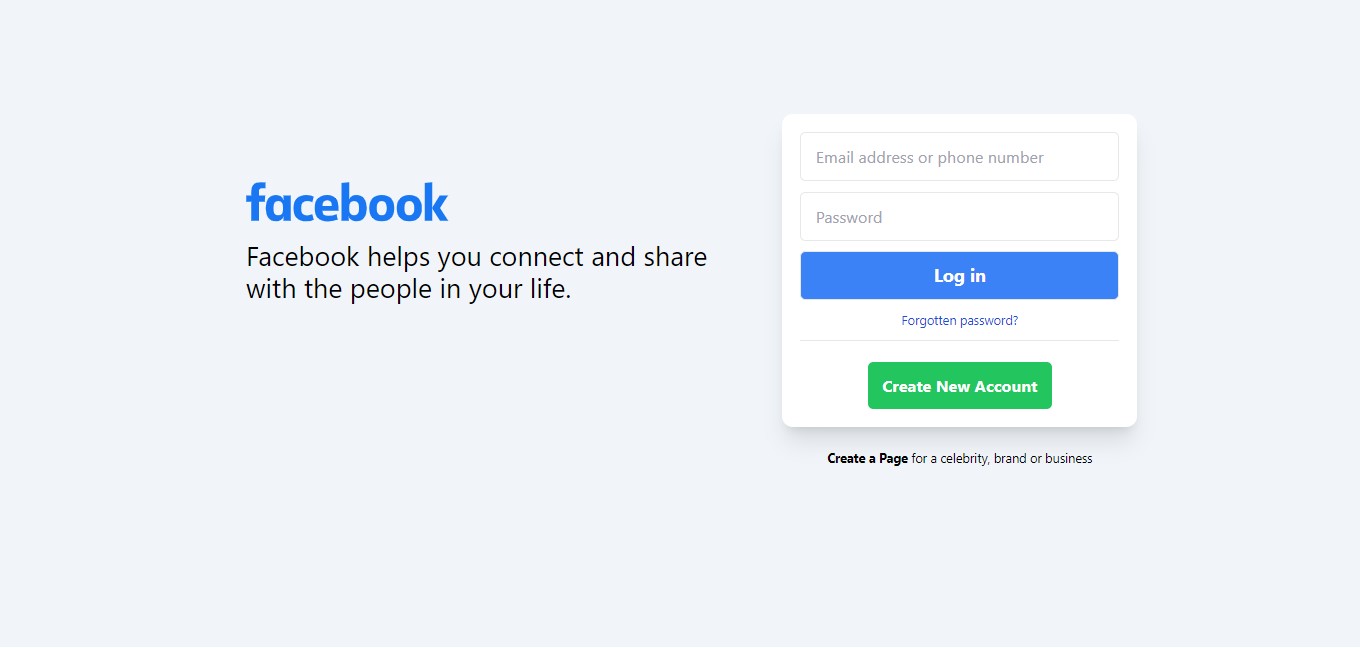 facebook
Facebook helps you connect and share
with the people in your life.
Email address or phone number
Password
Log in
Forgotten password?
Create New Account
Create a Page for a celebrity, brand or business